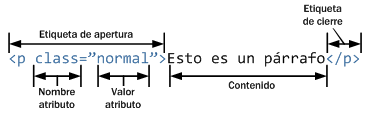 Etiqueta de apertura
Etiqueta
de cierre
<p class=”normal”>Esto es un párrafo</p>
Nombre
atributo
Valor
atributo
Contenido